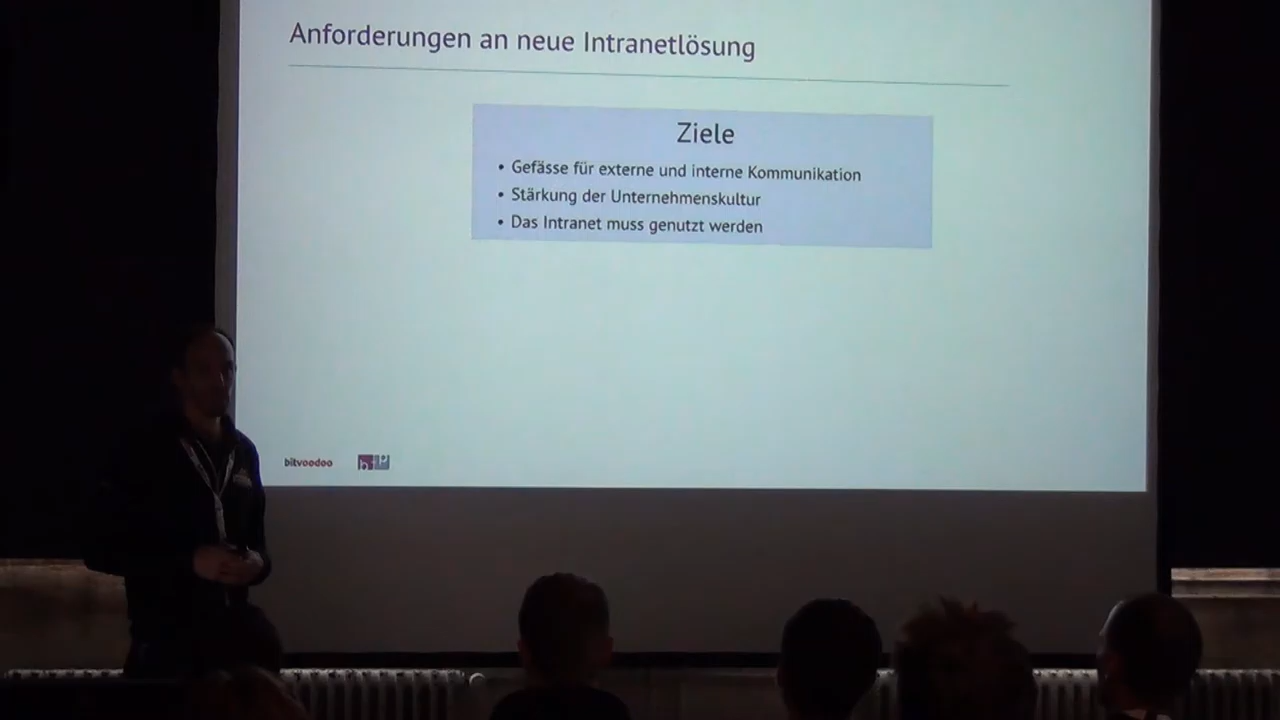 Anforderungen an neue Intranetlösung
Ziele
• Gefässe für externe und interne Kommunikation
• Stärkung der Unternehmenskultur
• Das Intranet muss genutzt werden
bitvoodoo
b p